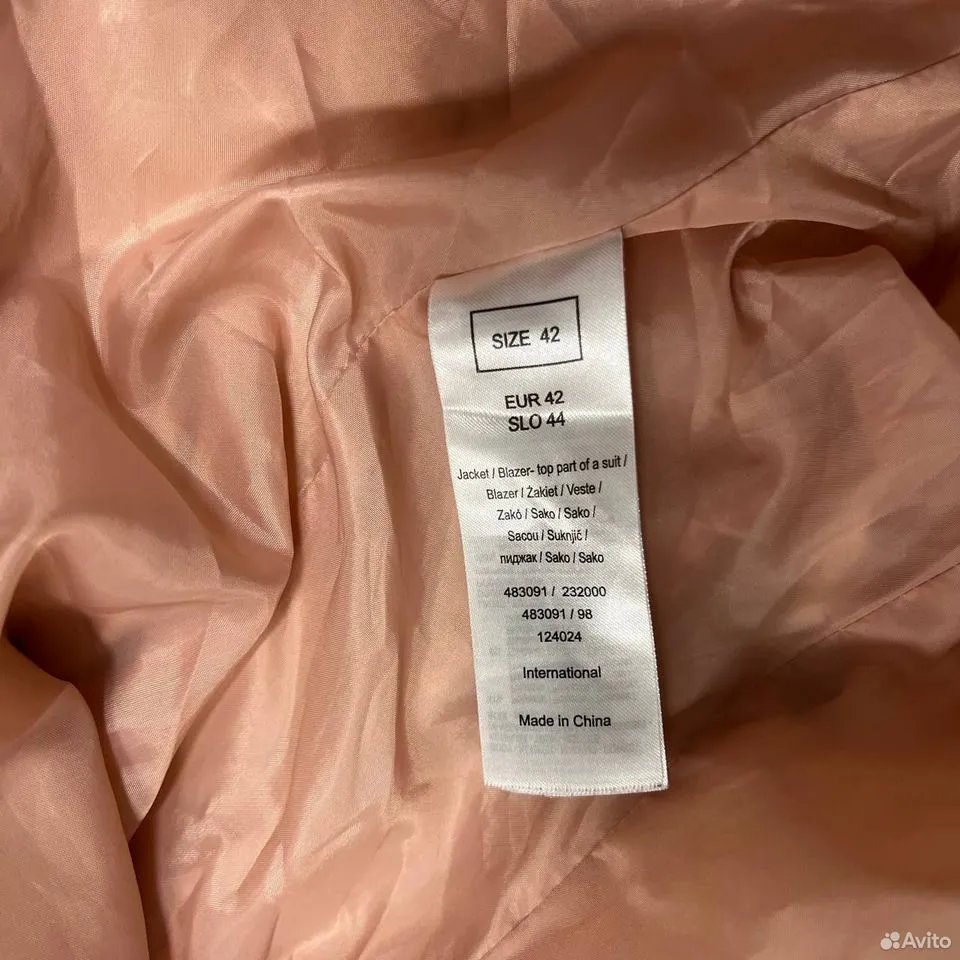 SIZE 42
EUR 42
SLO 44
Jacket / Blazer- top part of a suit /
Blazer / Żakiet / Veste /
Zakó / Sako / Sako /
Sacou / Suknjič /
пиджак / Sako / Sako
483091 / 232000
483091 / 98
124024
International
Made in China
Avito